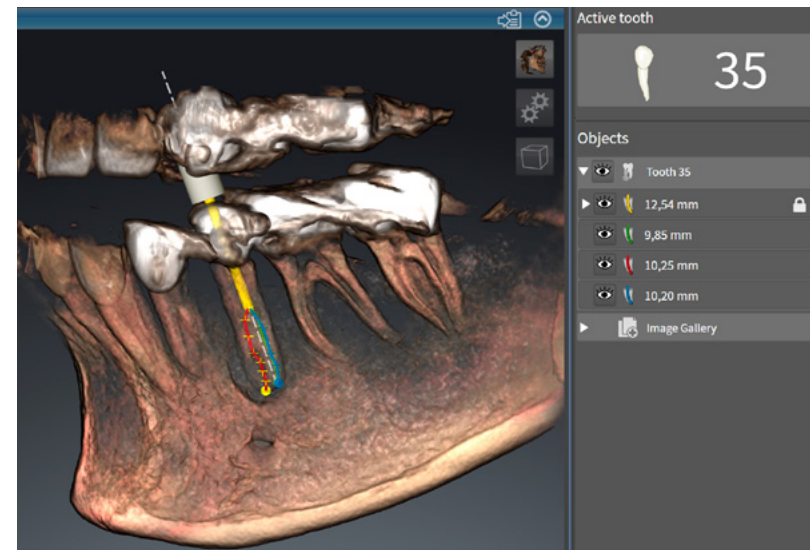 Active tooth
35
Objects
Tooth 35
12,54 mm
9,85 mm
10,25 mm
10,20 mm
Image Gallery